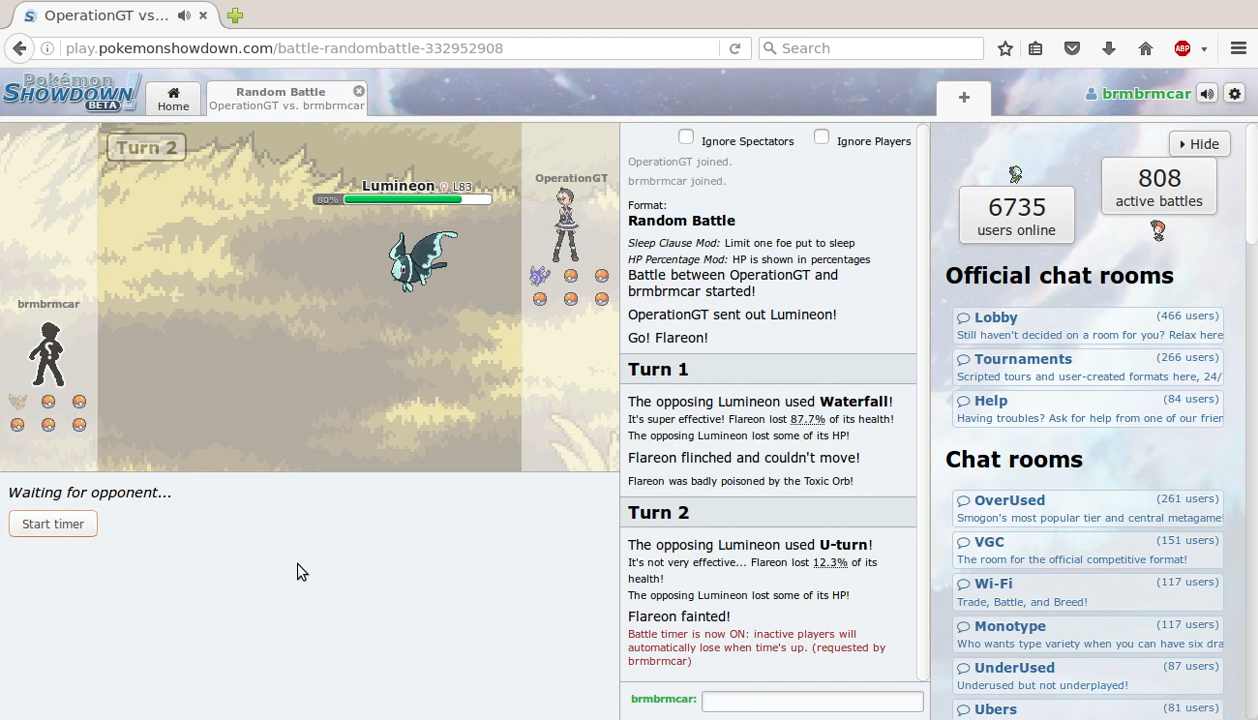 OperationGT vs...
play.pokemonshowdown.com/battle-randombattle-332952908
Search
ABP
Pokémon
SHOWDOWN
BETA
Home
Random Battle
OperationGT vs. brmbrmcar
+
brmbrmcar
Turn 2
Lumineon ♀ L83
80%
OperationGT
brmbrmcar
Waiting for opponent...
Start timer
Ignore Spectators
Ignore Players
OperationGT joined.
brmbrmcar joined.
Format:
Random Battle
Sleep Clause Mod: Limit one foe put to sleep
HP Percentage Mod: HP is shown in percentages
Battle between OperationGT and
brmbrmcar started!
OperationGT sent out Lumineon!
Go! Flareon!
Turn 1
The opposing Lumineon used Waterfall!
It's super effective! Flareon lost 87.7% of its health!
The opposing Lumineon lost some of its HP!
Flareon flinched and couldn't move!
Flareon was badly poisoned by the Toxic Orb!
Turn 2
The opposing Lumineon used U-turn!
It's not very effective... Flareon lost 12.3% of its
health!
The opposing Lumineon lost some of its HP!
Flareon fainted!
Battle timer is now ON: inactive players will
automatically lose when time's up. (requested by
brmbrmcar)
brmbrmcar:
Hide
6735
users online
808
active battles
Official chat rooms
Lobby (466 users)
Still haven't decided on a room for you? Relax here
Tournaments (266 users)
Scripted tours and user-created formats here, 24/
Help (84 users)
Having troubles? Ask for help from one of our frier
Chat rooms
OverUsed (261 users)
Smogon's most popular tier and central metagame!
VGC (151 users)
The room for the official competitive format!
Wi-Fi (117 users)
Trade, Battle, and Breed!
Monotype (117 users)
Who wants type variety when you can have six dra
UnderUsed (87 users)
Underused but not underplayed!
Ubers (81 users)